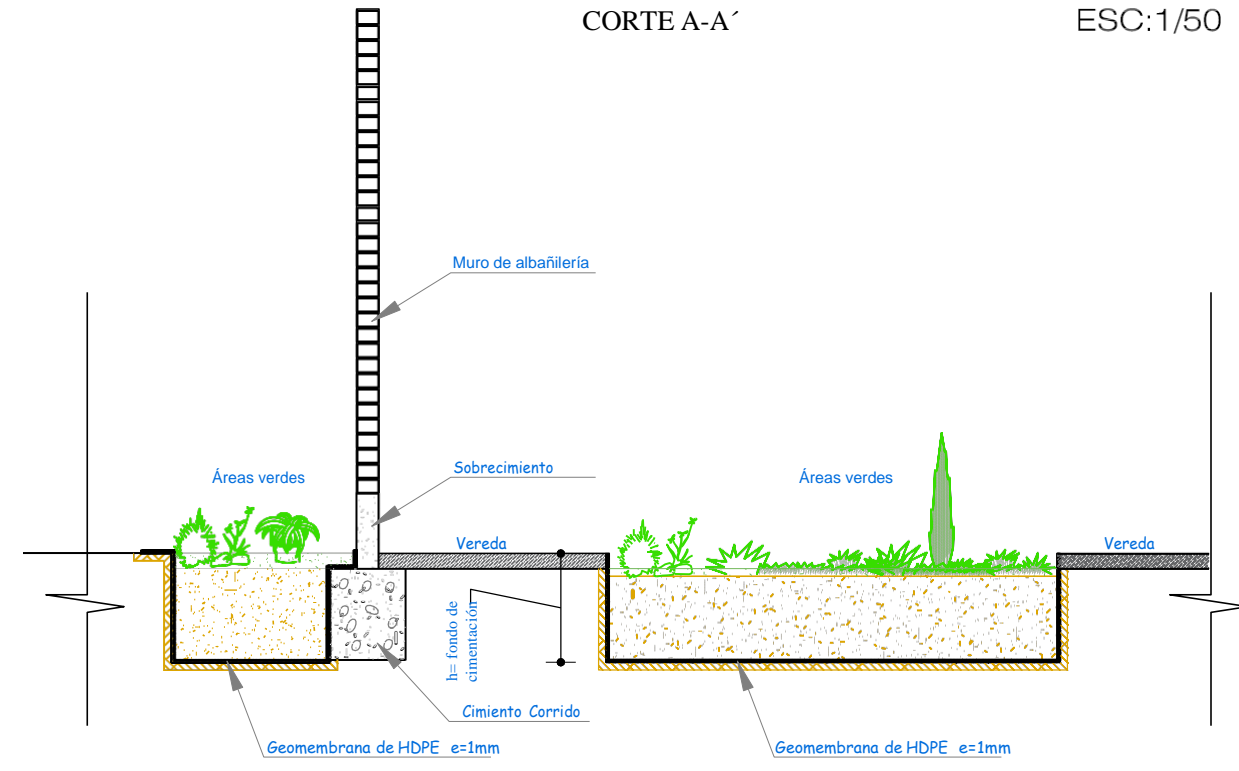 CORTE A-A´
ESC:1/50
Muro de albañilería
Áreas verdes
Sobrecimiento
Áreas verdes
Vereda
Vereda
h= fondo de
cimentación
Cimiento Corrido
Geomembrana de HDPE e=1mm
Geomembrana de HDPE e=1mm